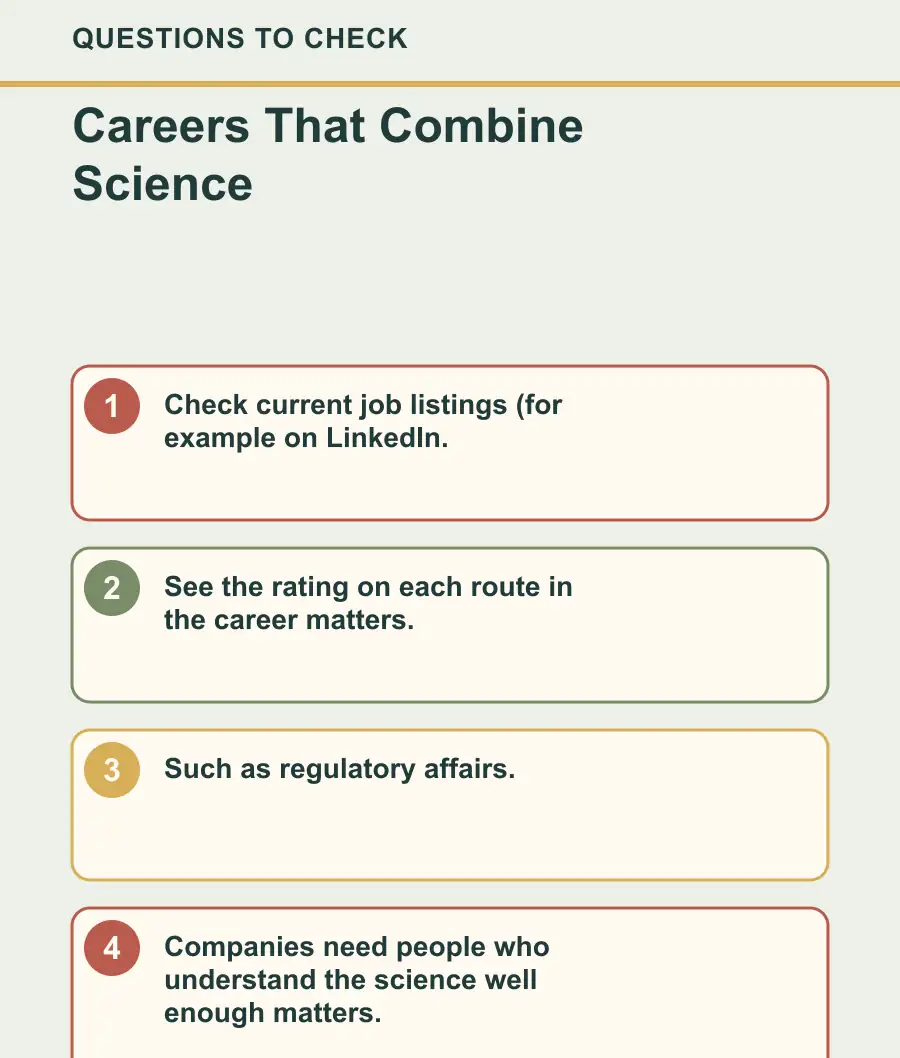 QUESTIONS TO CHECK
Careers That Combine
Science
1
Check current job listings (for
example on LinkedIn.
2
See the rating on each route in
the career matters.
3
Such as regulatory affairs.
4
Companies need people who
understand the science well
enough matters.